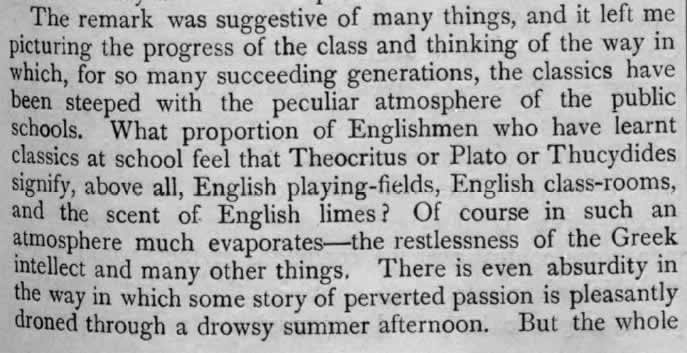 The remark was suggestive of many things, and it left me
picturing the progress of the class and thinking of the way in
which, for so many succeeding generations, the classics have
been steeped with the peculiar atmosphere of the public
schools. What proportion of Englishmen who have learnt
classics at school feel that Theocritus or Plato or Thucydides
signify, above all, English playing-fields, English class-rooms,
and the scent of English limes? Of course in such an
atmosphere much evaporates—the restlessness of the Greek
intellect and many other things. There is even absurdity in
the way in which some story of perverted passion is pleasantly
droned through a drowsy summer afternoon. But the whole